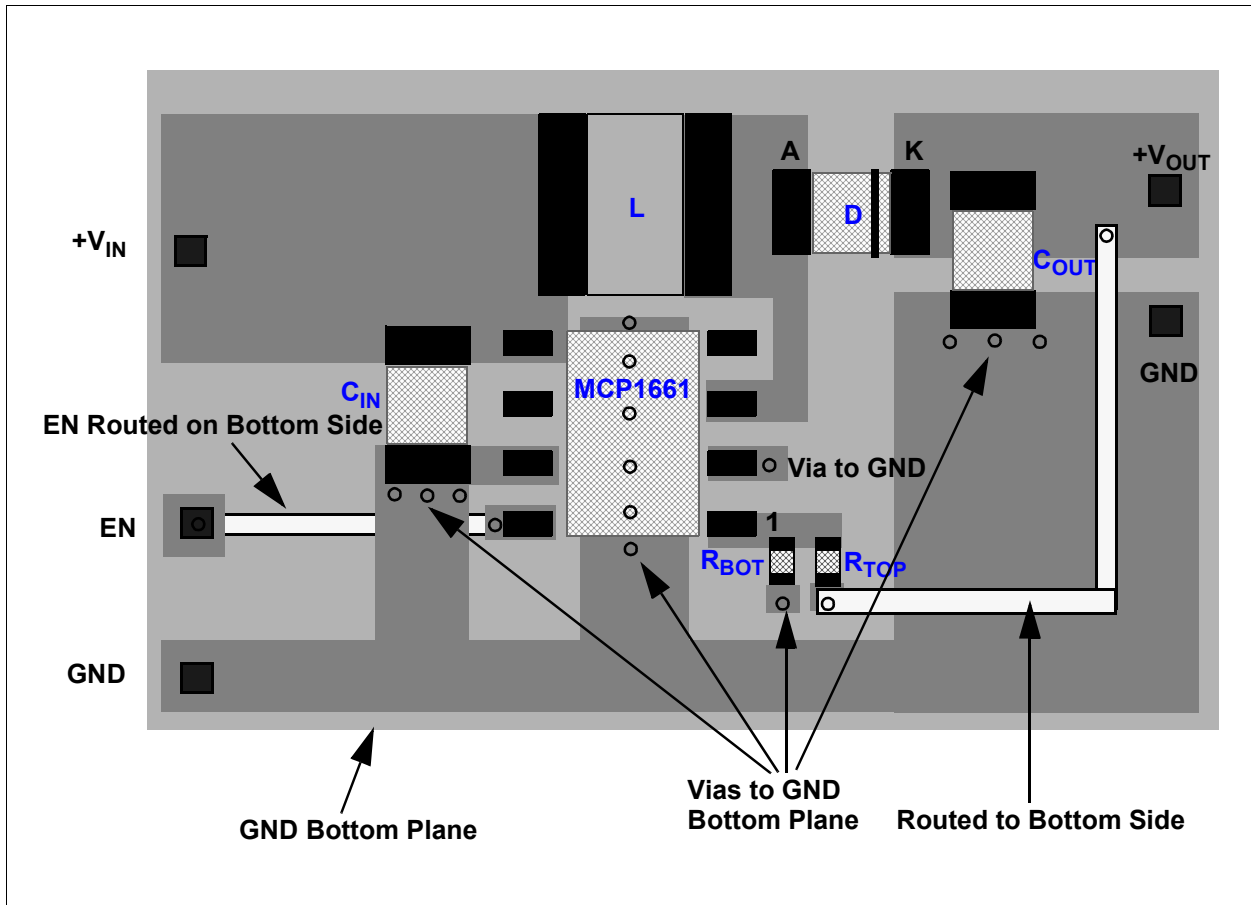 A
K
+VOUT
L
D
+VIN
COUT
GND
MCP1661
CIN
EN Routed on Bottom Side
Via to GND
EN
1
RBOT
RTOP
GND
Vias to GND
Bottom Plane
Routed to Bottom Side
GND Bottom Plane